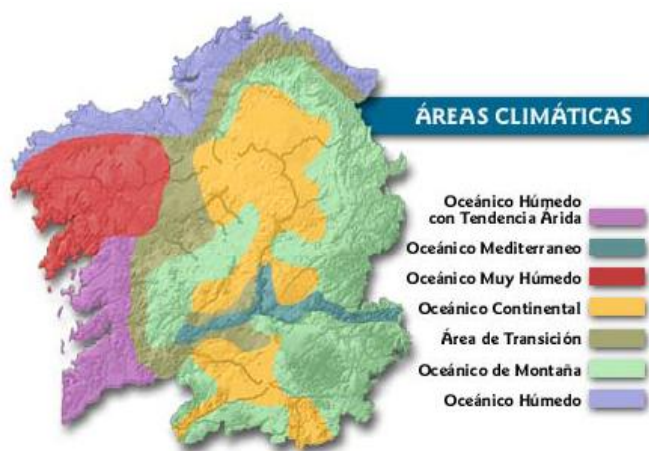 ÁREAS CLIMÁTICAS
Oceánico Húmedo
con Tendencia Árida
Oceánico Mediterraneo
Oceánico Muy Húmedo
Oceánico Continental
Área de Transición
Oceánico de Montaña
Oceánico Húmedo